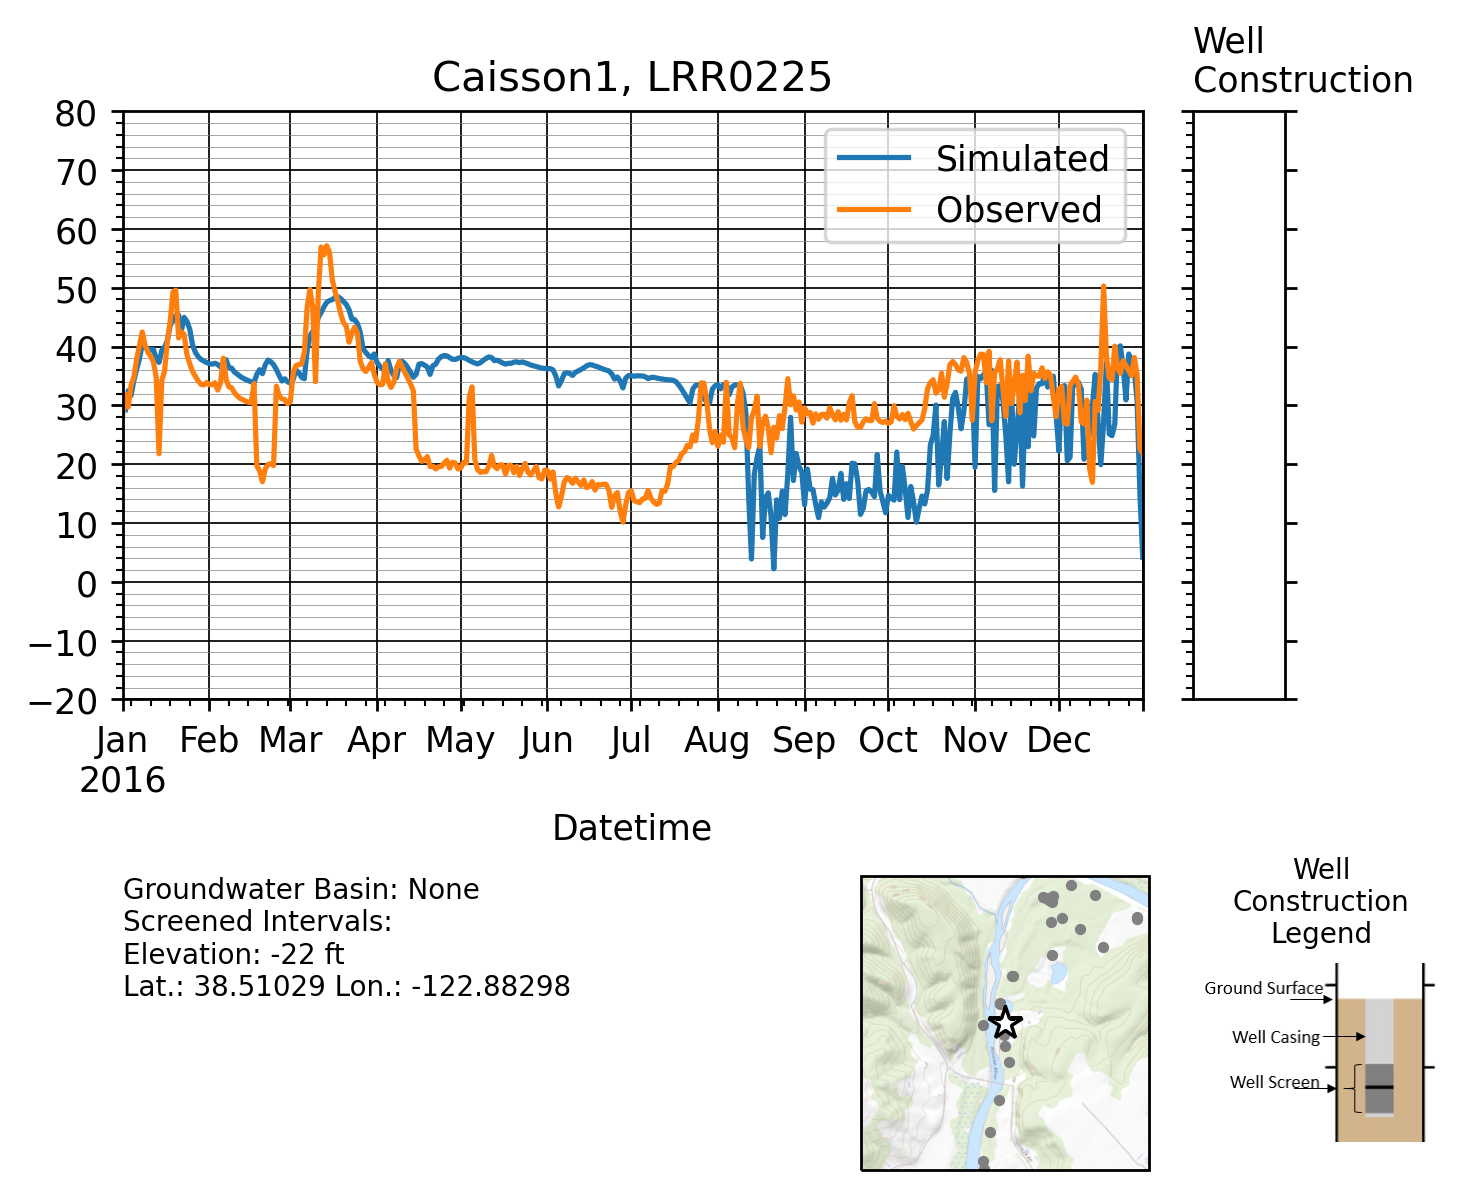 Well
Construction
Caisson1, LRR0225
80
70
60
50
40
30
20
10
0
−10
−20
Simulated
Observed
Jan Feb Mar Apr May Jun Jul Aug Sep Oct Nov Dec
2016
Datetime
Groundwater Basin: None
Screened Intervals:
Elevation: -22 ft
Lat.: 38.51029 Lon.: -122.88298
Well
Construction
Legend
Ground Surface
Well Casing
Well Screen